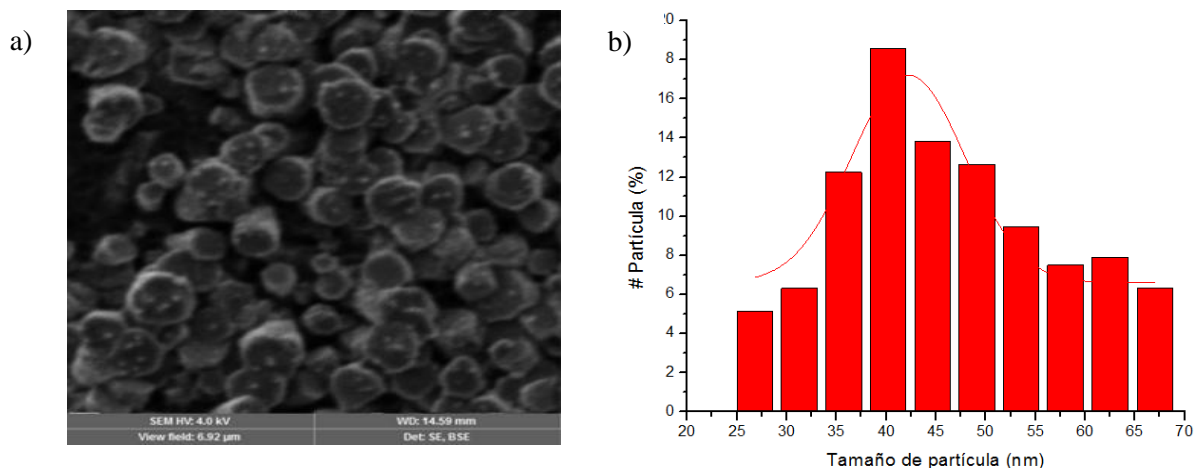 a)
SEM HV: 4.0 kV
WD: 14.59 mm
View field: 6.92 µm
Det: SE, BSE
b)
20
18
16
14
12
10
8
6
4
2
0
# Partícula (%)
20 25 30 35 40 45 50 55 60 65 70
Tamaño de partícula (nm)